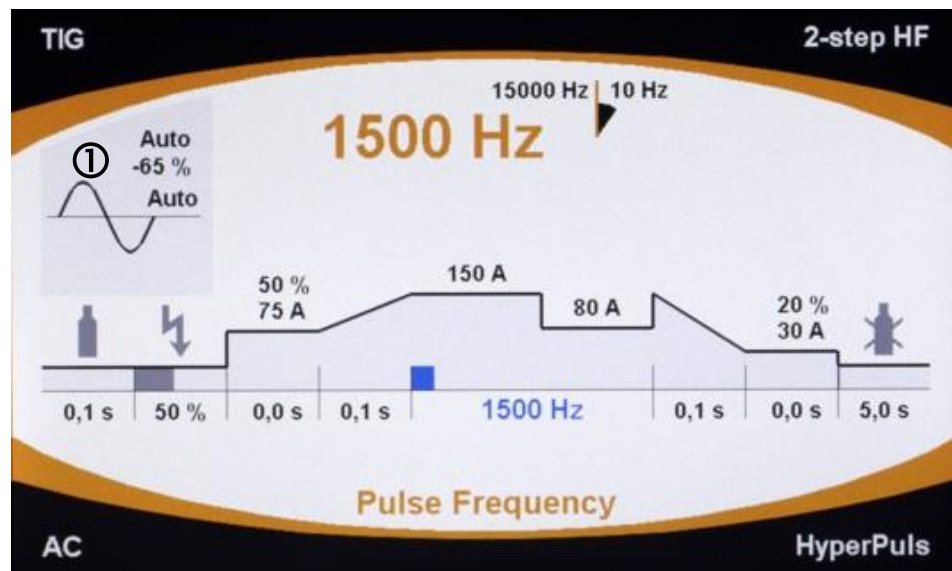 TIG
2-step HF
15000 Hz 10 Hz
1500 Hz
①
Auto
-65 %
Auto
50 %
75 A
150 A
80 A
20 %
30 A
0,1 s 50 % 0,0 s 0,1 s 1500 Hz 0,1 s 0,0 s 5,0 s
Pulse Frequency
AC
HyperPuls